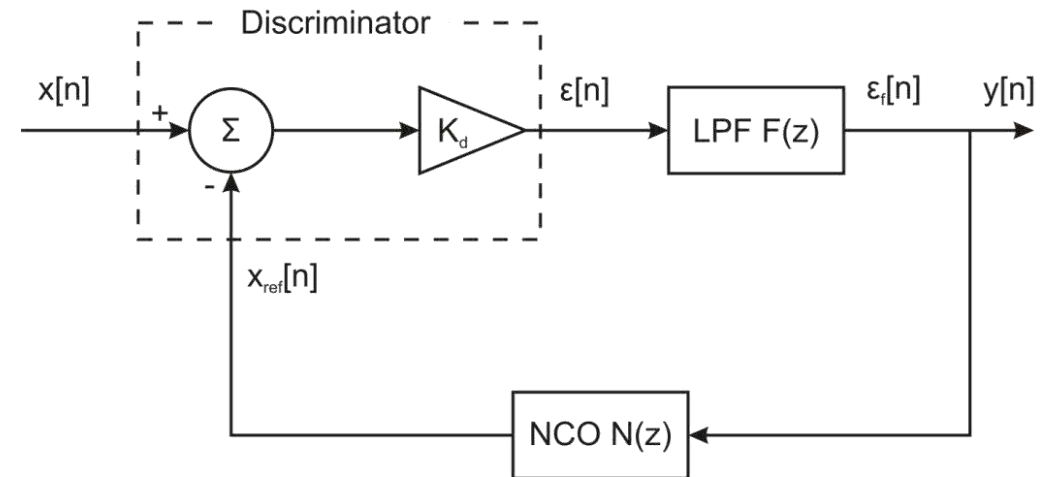 Discriminator
x[n]
+
Σ
-
K_d
ε[n]
LPF F(z)
ε_f[n]
y[n]
x_ref[n]
NCO N(z)